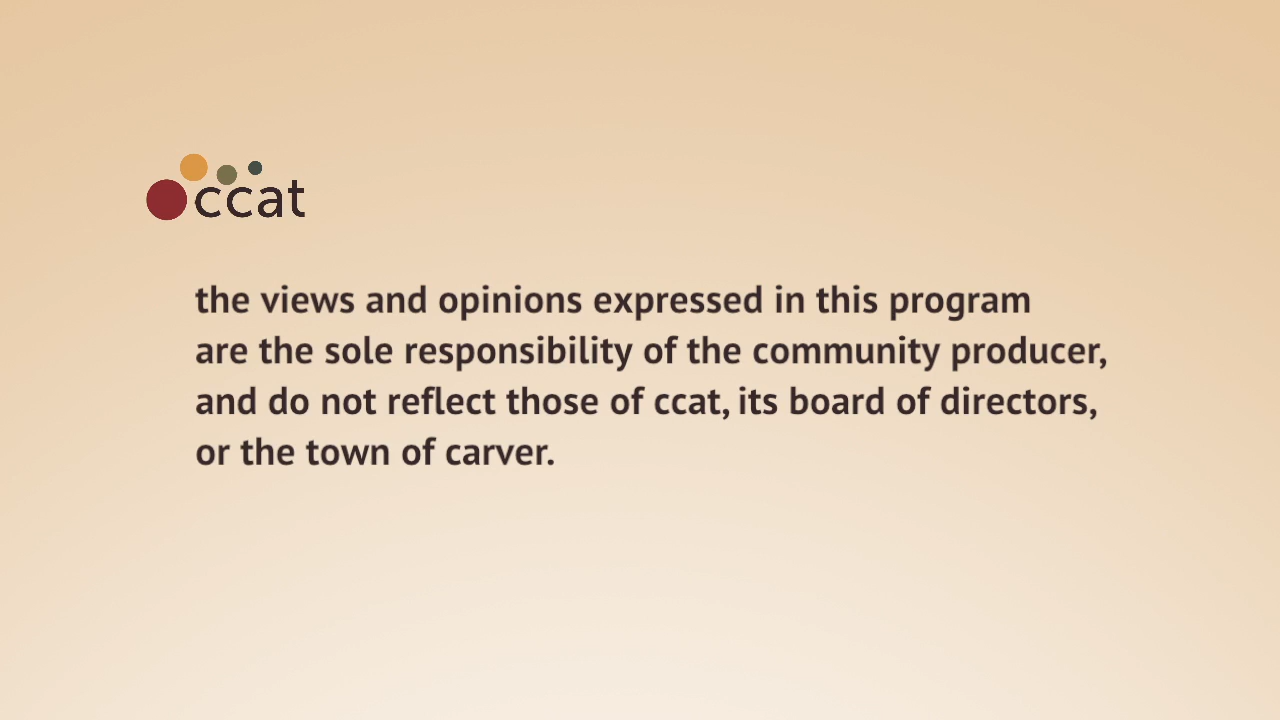 ccat
the views and opinions expressed in this program
are the sole responsibility of the community producer,
and do not reflect those of ccat, its board of directors,
or the town of carver.